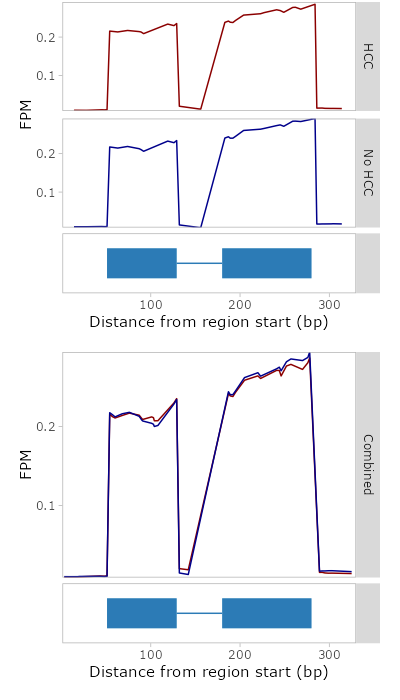 0.2
0.1
HCC
FPM
0.2
0.1
No HCC
100 200 300
Distance from region start (bp)
0.2
0.1
FPM
Combined
100 200 300
Distance from region start (bp)